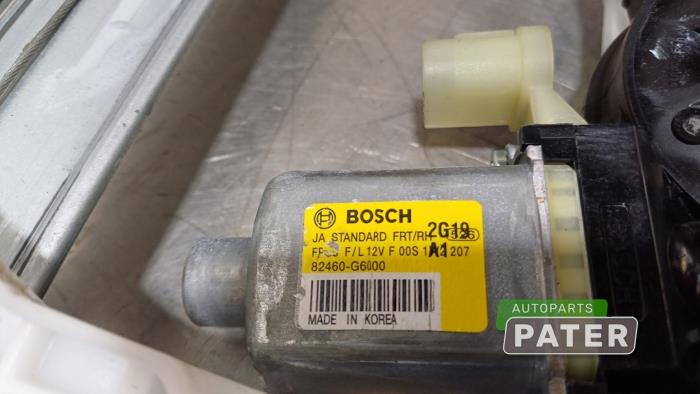 BOSCH 2G19
JA STANDARD FRT/RH
F/L 12V F 00S 207
A1
82460-G6000
MADE IN KOREA
AUTOPARTS
PATER